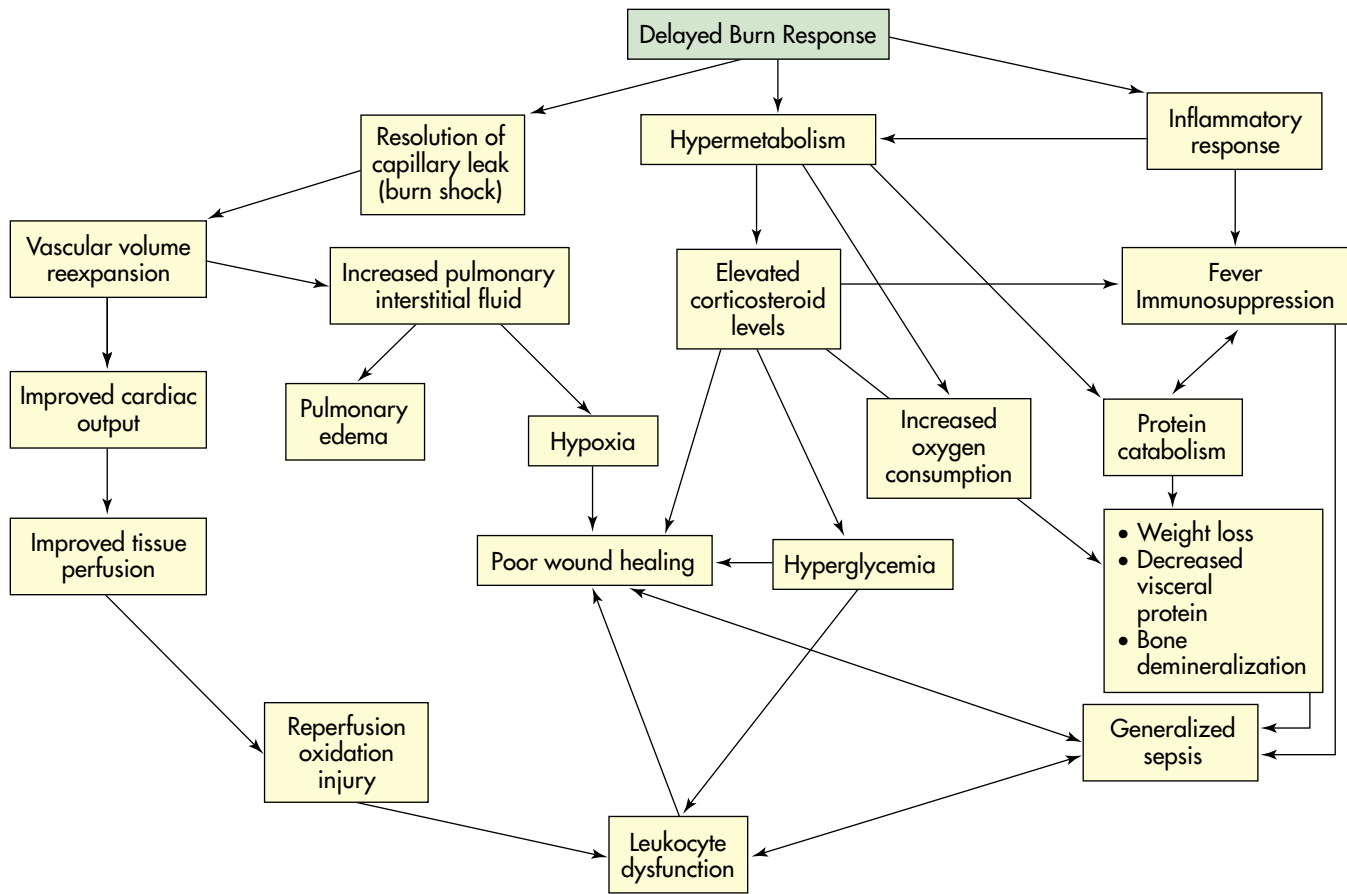 Delayed Burn Response
Inflammatory
response
Resolution of
capillary leak
(burn shock)
Hypermetabolism
Vascular volume
reexpansion
Increased pulmonary
interstitial fluid
Elevated
corticosteroid
levels
Fever
Immunosuppression
Improved cardiac
output
Pulmonary
edema
Hypoxia
Increased
oxygen
consumption
Protein
catabolism
Improved tissue
perfusion
Poor wound healing
Hyperglycemia
• Weight loss
• Decreased
visceral
protein
• Bone
demineralization
Reperfusion
oxidation
injury
Generalized
sepsis
Leukocyte
dysfunction